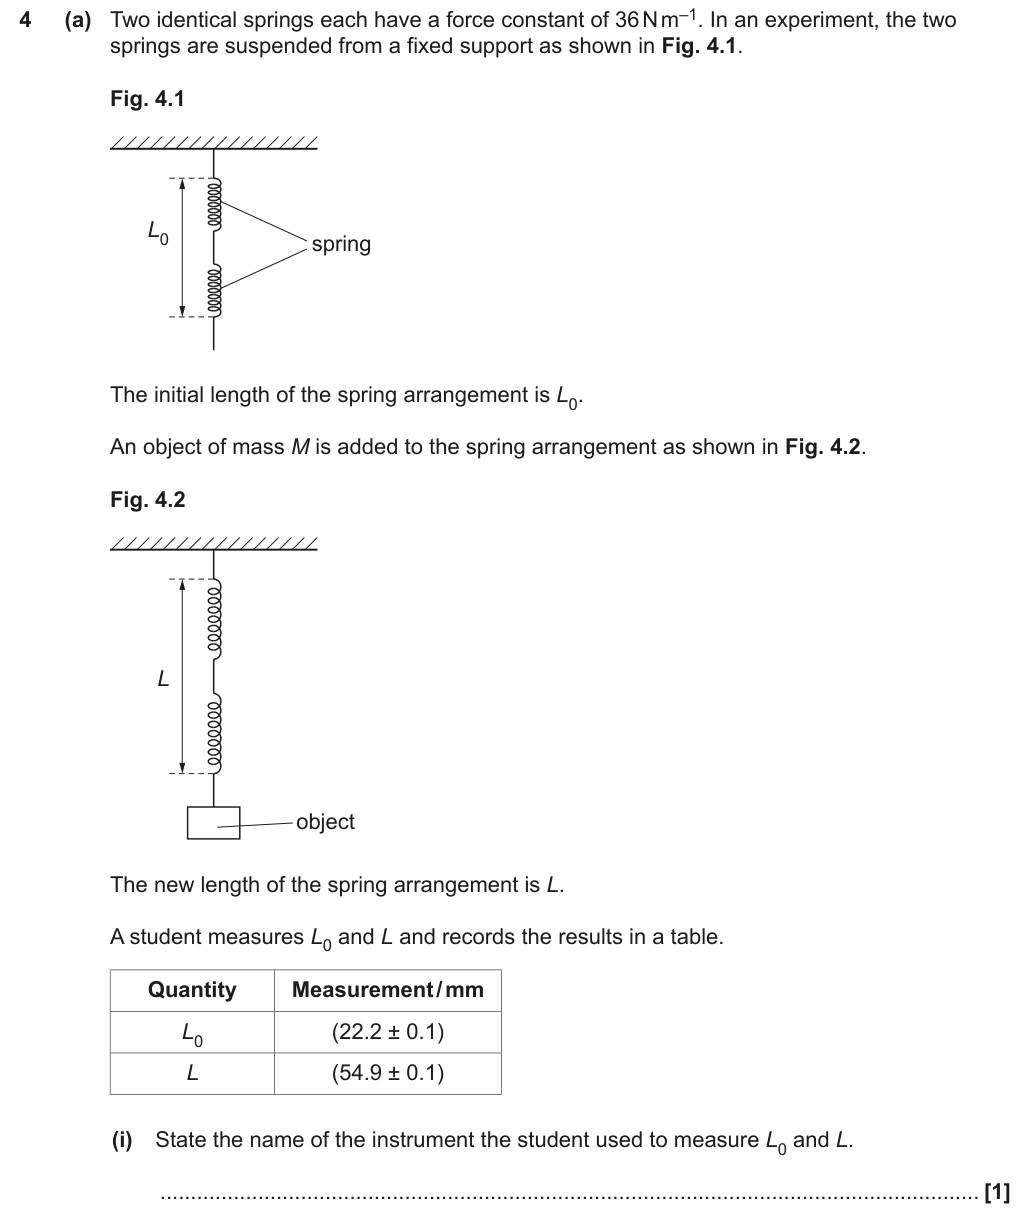 4 (a) Two identical springs each have a force constant of 36 N m⁻¹. In an experiment, the two
springs are suspended from a fixed support as shown in Fig. 4.1.
Fig. 4.1
L₀
spring
The initial length of the spring arrangement is L₀.
An object of mass M is added to the spring arrangement as shown in Fig. 4.2.
Fig. 4.2
L
object
The new length of the spring arrangement is L.
A student measures L₀ and L and records the results in a table.
Quantity Measurement / mm
L₀ (22.2 ± 0.1)
L (54.9 ± 0.1)
(i) State the name of the instrument the student used to measure L₀ and L.
.......................................................................................................................................... [1]